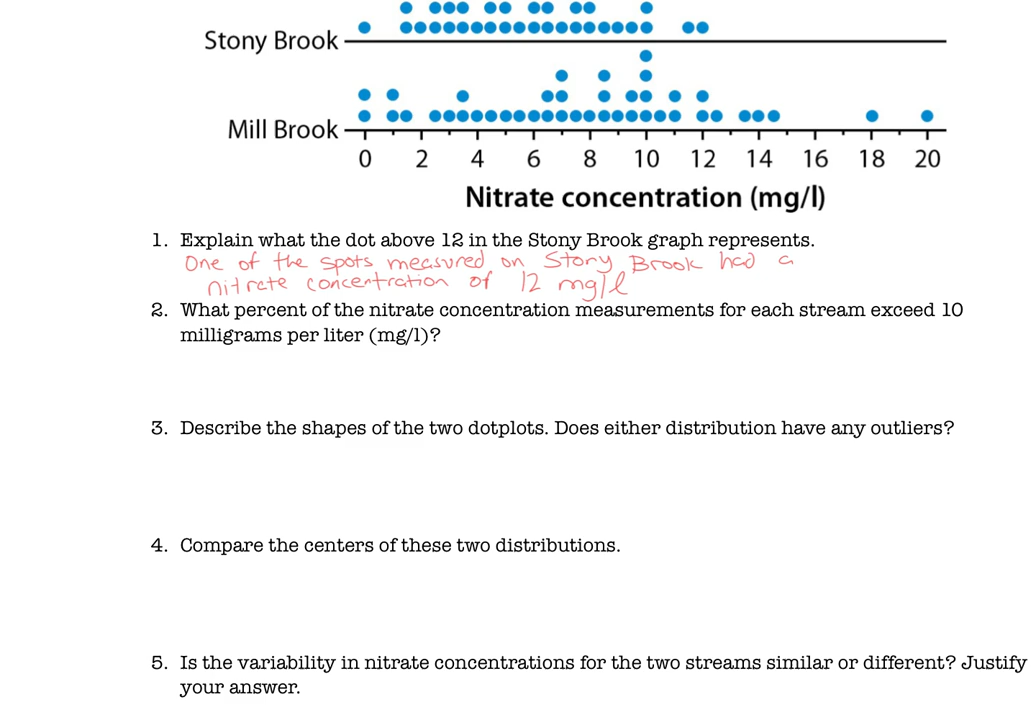 Stony Brook
Mill Brook
0 2 4 6 8 10 12 14 16 18 20
Nitrate concentration (mg/l)
1. Explain what the dot above 12 in the Stony Brook graph represents.
One of the spots measured on Stony Brook had a
nitrate concentration of 12 mg/l
2. What percent of the nitrate concentration measurements for each stream exceed 10
milligrams per liter (mg/l)?
3. Describe the shapes of the two dotplots. Does either distribution have any outliers?
4. Compare the centers of these two distributions.
5. Is the variability in nitrate concentrations for the two streams similar or different? Justify
your answer.